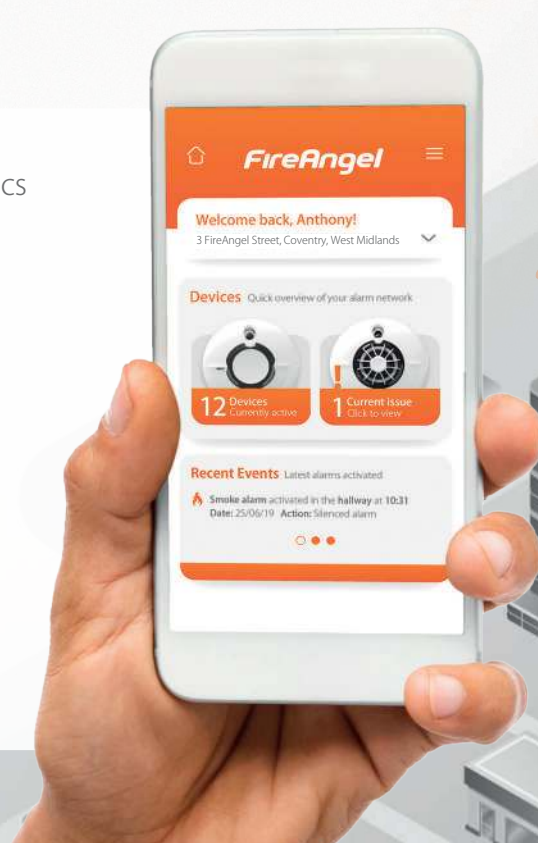 CS
FireAngel
Welcome back, Anthony!
3 FireAngel Street, Coventry, West Midlands
Devices Quick overview of your alarm network
12 Devices
Currently active
! 1 Current issue
Click to view
Recent Events Latest alarms activated
Smoke alarm activated in the hallway at 10:31
Date: 25/06/19 Action: Silenced alarm